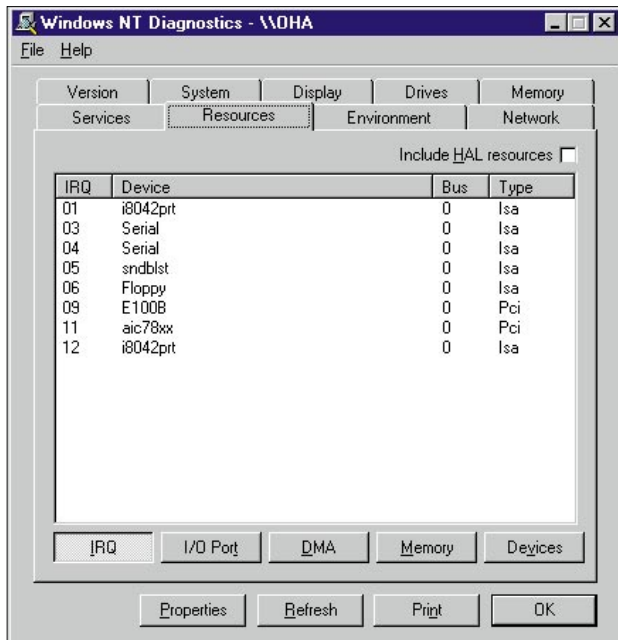 Windows NT Diagnostics - \\OHA
File Help
Version System Display Drives Memory
Services Resources Environment Network
Include HAL resources
IRQ Device Bus Type
01 i8042prt 0 Isa
03 Serial 0 Isa
04 Serial 0 Isa
05 sndblst 0 Isa
06 Floppy 0 Isa
09 E100B 0 Pci
11 aic78xx 0 Pci
12 i8042prt 0 Isa
IRQ I/O Port DMA Memory Devices
Properties Refresh Print OK